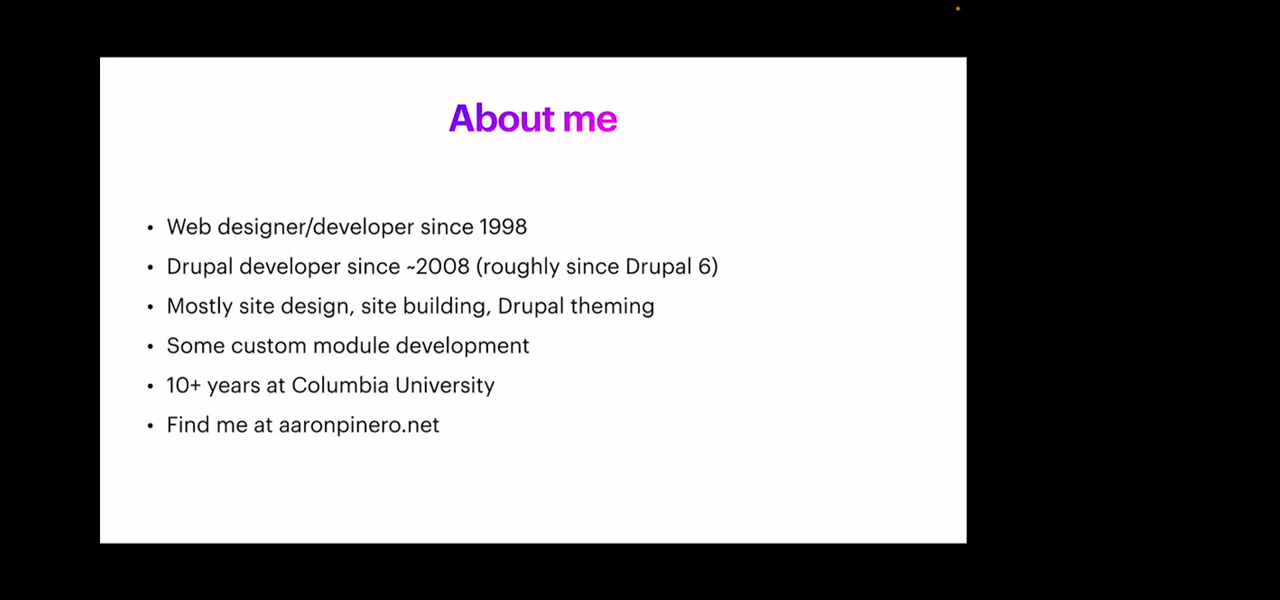 About me
• Web designer/developer since 1998
• Drupal developer since ~2008 (roughly since Drupal 6)
• Mostly site design, site building, Drupal theming
• Some custom module development
• 10+ years at Columbia University
• Find me at aaronpinero.net